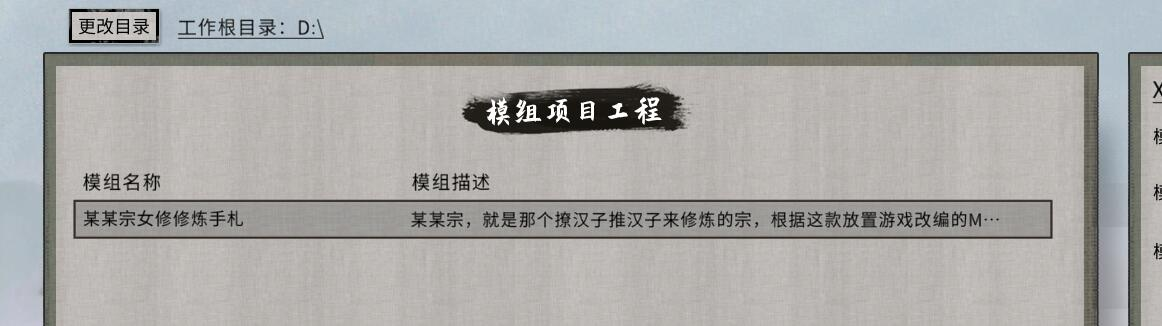 更改目录 工作根目录：D:\
模组项目工程
模组名称 模组描述
某某宗女修修炼手札 某某宗，就是那个撩汉子推汉子来修炼的宗，根据这款放置游戏改编的M…